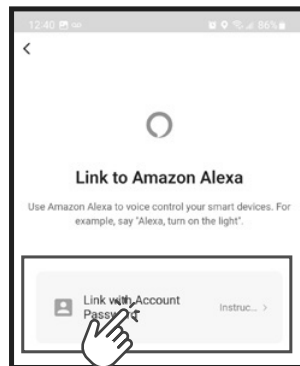 12:40
86%
Link to Amazon Alexa
Use Amazon Alexa to voice control your smart devices. For
example, say "Alexa, turn on the light".
Link with Account
Password
Instruc...